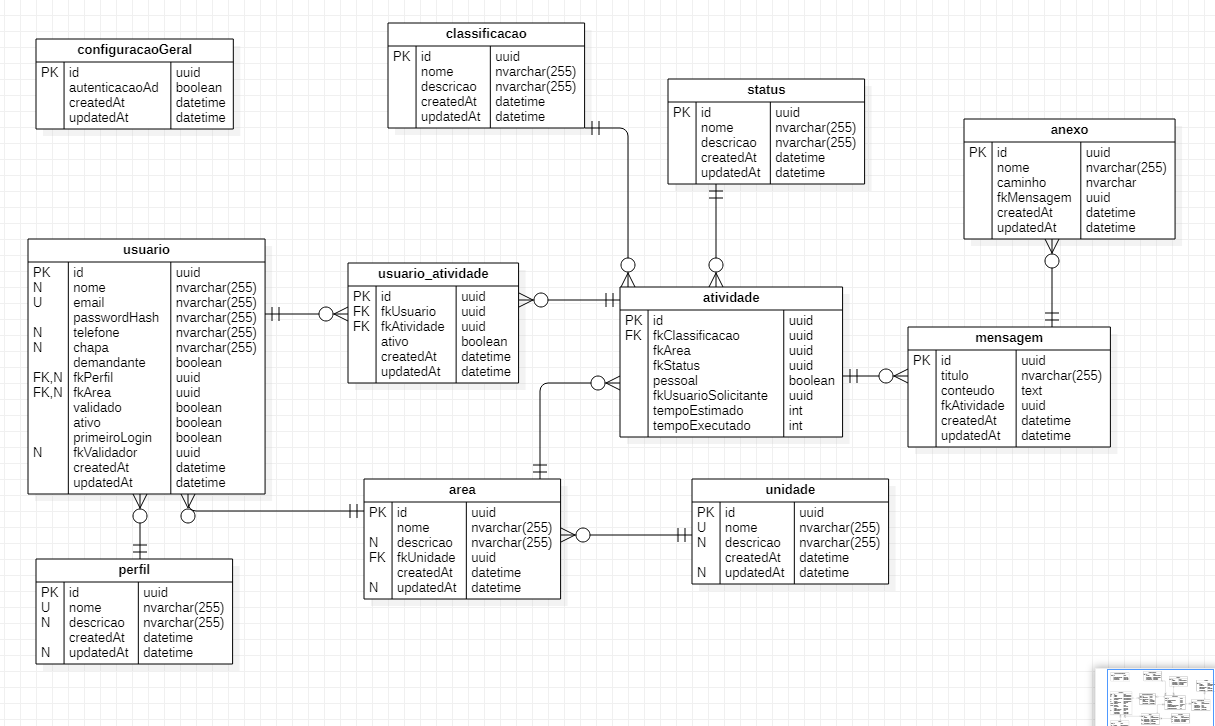 configuracaoGeral
PK id uuid
autenticacaoAd boolean
createdAt datetime
updatedAt datetime
classificacao
PK id uuid
nome nvarchar(255)
descricao nvarchar(255)
createdAt datetime
updatedAt datetime
status
PK id uuid
nome nvarchar(255)
descricao nvarchar(255)
createdAt datetime
updatedAt datetime
anexo
PK id uuid
nome nvarchar(255)
caminho nvarchar
fkMensagem uuid
createdAt datetime
updatedAt datetime
usuario
PK id uuid
N nome nvarchar(255)
U email nvarchar(255)
passwordHash nvarchar(255)
N telefone nvarchar(255)
N chapa nvarchar(255)
demandante boolean
FK,N fkPerfil uuid
FK,N fkArea uuid
validado boolean
ativo boolean
primeiroLogin boolean
N fkValidador uuid
createdAt datetime
updatedAt datetime
usuario_atividade
PK id uuid
FK fkUsuario uuid
FK fkAtividade uuid
ativo boolean
createdAt datetime
updatedAt datetime
atividade
PK id uuid
FK fkClassificacao uuid
fkArea uuid
fkStatus uuid
pessoal boolean
fkUsuarioSolicitante uuid
tempoEstimado int
tempoExecutado int
mensagem
PK id uuid
titulo nvarchar(255)
conteudo text
fkAtividade uuid
createdAt datetime
updatedAt datetime
area
PK id uuid
nome nvarchar(255)
N descricao nvarchar(255)
FK fkUnidade uuid
createdAt datetime
N updatedAt datetime
unidade
PK id uuid
U nome nvarchar(255)
N descricao nvarchar(255)
createdAt datetime
N updatedAt datetime
perfil
PK id uuid
U nome nvarchar(255)
N descricao nvarchar(255)
createdAt datetime
N updatedAt datetime